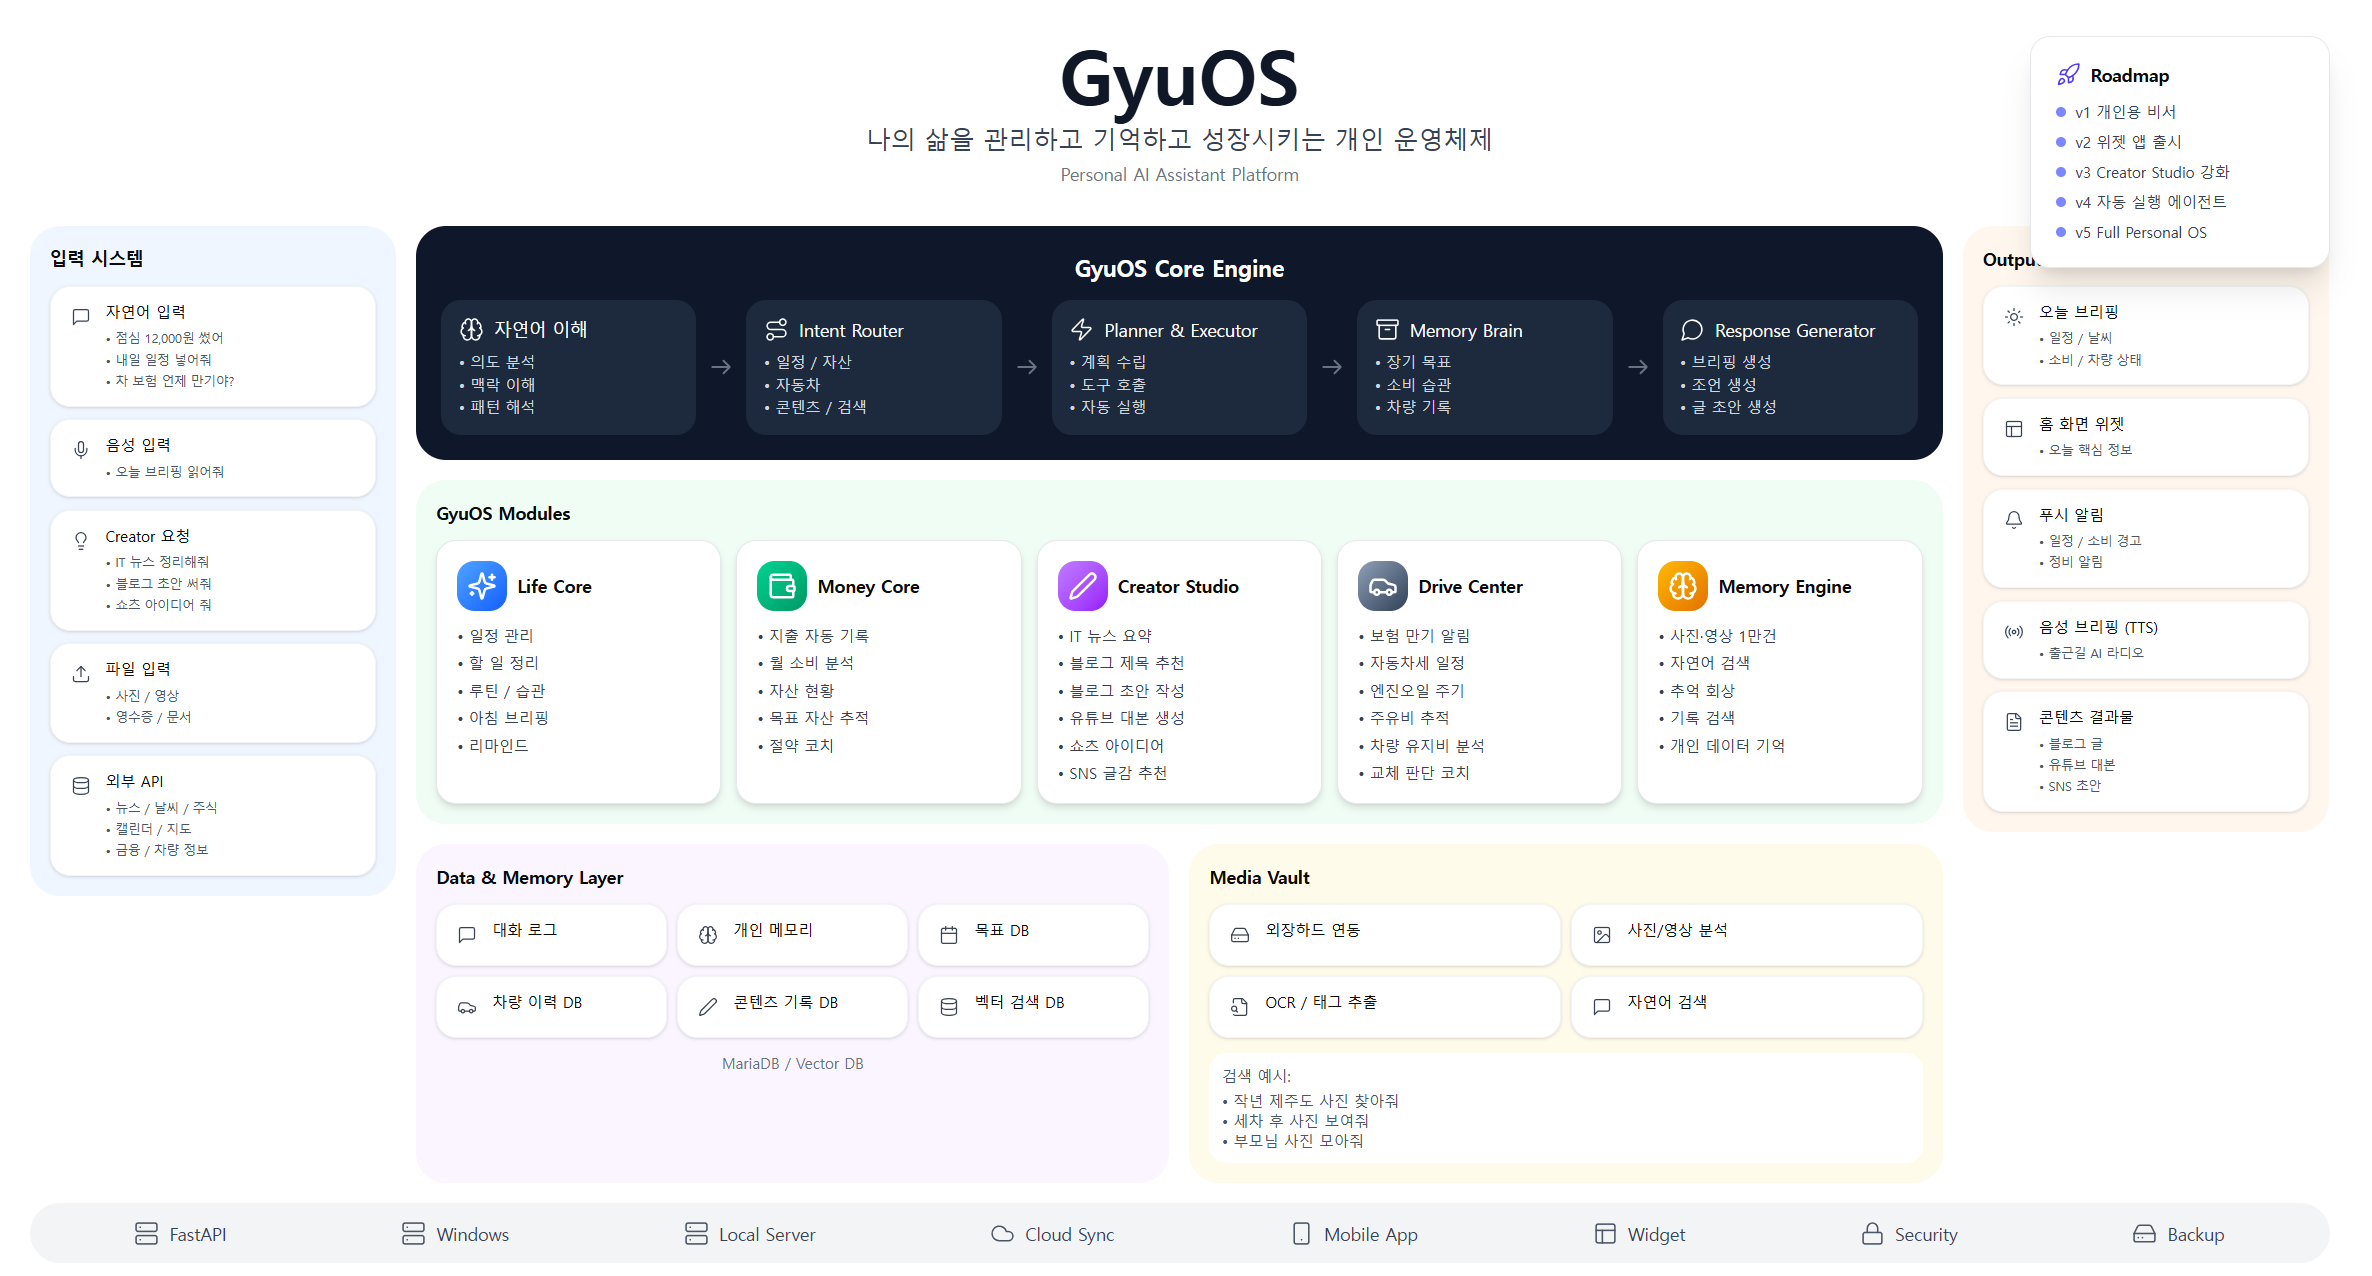 GyuOS
나의 삶을 관리하고 기억하고 성장시키는 개인 운영체제
Personal AI Assistant Platform
Roadmap
v1 개인용 비서
v2 위젯 앱 출시
v3 Creator Studio 강화
v4 자동 실행 에이전트
v5 Full Personal OS
입력 시스템
자연어 입력
• 점심 12,000원 썼어
• 내일 일정 넣어줘
• 차 보험 언제 만기야?
음성 입력
• 오늘 브리핑 읽어줘
Creator 요청
• IT 뉴스 정리해줘
• 블로그 초안 써줘
• 쇼츠 아이디어 줘
파일 입력
• 사진 / 영상
• 영수증 / 문서
외부 API
• 뉴스 / 날씨 / 주식
• 캘린더 / 지도
• 금융 / 차량 정보
GyuOS Core Engine
자연어 이해
• 의도 분석
• 맥락 이해
• 패턴 해석
Intent Router
• 일정 / 자산
• 자동차
• 콘텐츠 / 검색
Planner & Executor
• 계획 수립
• 도구 호출
• 자동 실행
Memory Brain
• 장기 목표
• 소비 습관
• 차량 기록
Response Generator
• 브리핑 생성
• 조언 생성
• 글 초안 생성
GyuOS Modules
Life Core
• 일정 관리
• 할 일 정리
• 루틴 / 습관
• 아침 브리핑
• 리마인드
Money Core
• 지출 자동 기록
• 월 소비 분석
• 자산 현황
• 목표 자산 추적
• 절약 코치
Creator Studio
• IT 뉴스 요약
• 블로그 제목 추천
• 블로그 초안 작성
• 유튜브 대본 생성
• 쇼츠 아이디어
• SNS 글감 추천
Drive Center
• 보험 만기 알림
• 자동차세 일정
• 엔진오일 주기
• 주유비 추적
• 차량 유지비 분석
• 교체 판단 코치
Memory Engine
• 사진·영상 1만건
• 자연어 검색
• 추억 회상
• 기록 검색
• 개인 데이터 기억
Data & Memory Layer
대화 로그
개인 메모리
목표 DB
차량 이력 DB
콘텐츠 기록 DB
벡터 검색 DB
MariaDB / Vector DB
Media Vault
외장하드 연동
사진/영상 분석
OCR / 태그 추출
자연어 검색
검색 예시:
• 작년 제주도 사진 찾아줘
• 세차 후 사진 보여줘
• 부모님 사진 모아줘
오늘 브리핑
• 일정 / 날씨
• 소비 / 차량 상태
홈 화면 위젯
• 오늘 핵심 정보
푸시 알림
• 일정 / 소비 경고
• 정비 알림
음성 브리핑 (TTS)
• 출근길 AI 라디오
콘텐츠 결과물
• 블로그 글
• 유튜브 대본
• SNS 초안
FastAPI
Windows
Local Server
Cloud Sync
Mobile App
Widget
Security
Backup